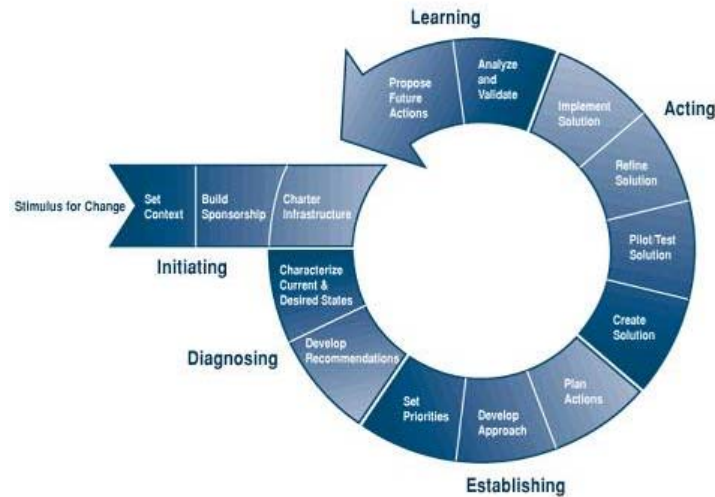 Learning
Propose
Future
Actions
Analyze
and
Validate
Implement
Solution
Acting
Refine
Solution
Pilot/Test
Solution
Create
Solution
Stimulus for Change
Set
Context
Build
Sponsorship
Charter
Infrastructure
Initiating
Characterize
Current &
Desired States
Diagnosing
Develop
Recommendations
Set
Priorities
Develop
Approach
Plan
Actions
Establishing